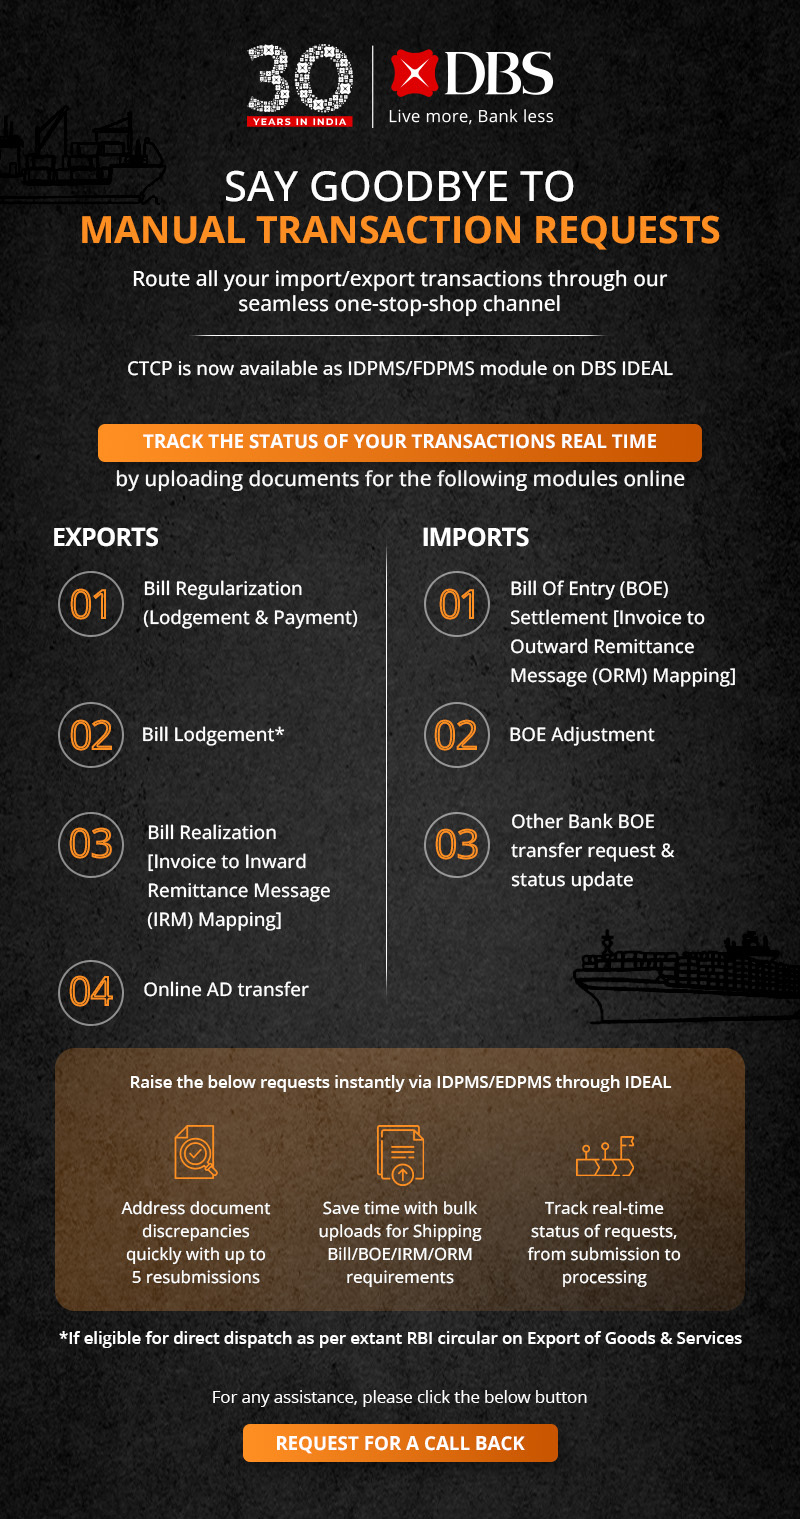 30
YEARS IN INDIA
DBS
Live more, Bank less
SAY GOODBYE TO
MANUAL TRANSACTION REQUESTS
Route all your import/export transactions through our
seamless one-stop-shop channel
CTCP is now available as IDPMS/FDPMS module on DBS IDEAL
TRACK THE STATUS OF YOUR TRANSACTIONS REAL TIME
by uploading documents for the following modules online
EXPORTS
01
Bill Regularization
(Lodgement & Payment)
02
Bill Lodgement*
03
Bill Realization
[Invoice to Inward
Remittance Message
(IRM) Mapping]
04
Online AD transfer
IMPORTS
01
Bill Of Entry (BOE)
Settlement [Invoice to
Outward Remittance
Message (ORM) Mapping]
02
BOE Adjustment
03
Other Bank BOE
transfer request &
status update
Raise the below requests instantly via IDPMS/EDPMS through IDEAL
Address document
discrepancies
quickly with up to
5 resubmissions
Save time with bulk
uploads for Shipping
Bill/BOE/IRM/ORM
requirements
Track real-time
status of requests,
from submission to
processing
*If eligible for direct dispatch as per extant RBI circular on Export of Goods & Services
For any assistance, please click the below button
REQUEST FOR A CALL BACK